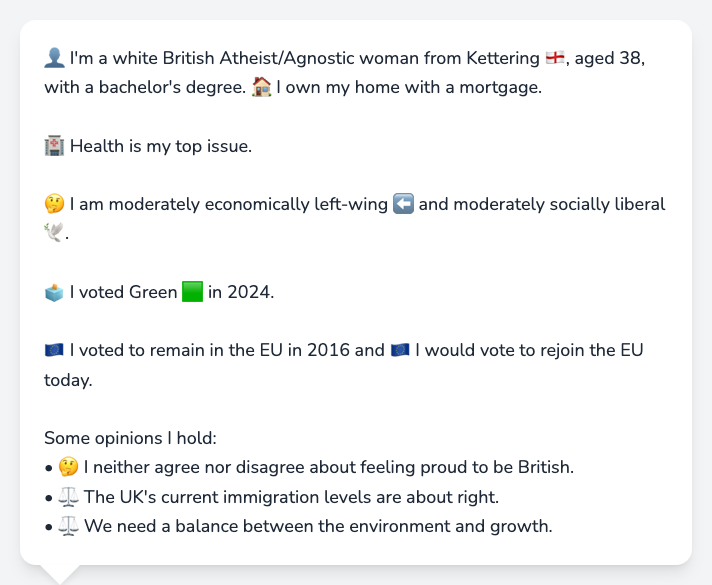 👤 I'm a white British Atheist/Agnostic woman from Kettering 🏴󠁧󠁢󠁥󠁮󠁧󠁿, aged 38,
with a bachelor's degree. 🏠 I own my home with a mortgage.
🏥 Health is my top issue.
🤔 I am moderately economically left-wing ⬅️ and moderately socially liberal
🕊️.
🗳️ I voted Green 🟩 in 2024.
🇪🇺 I voted to remain in the EU in 2016 and 🇪🇺 I would vote to rejoin the EU
today.
Some opinions I hold:
• 🤔 I neither agree nor disagree about feeling proud to be British.
• ⚖️ The UK's current immigration levels are about right.
• ⚖️ We need a balance between the environment and growth.